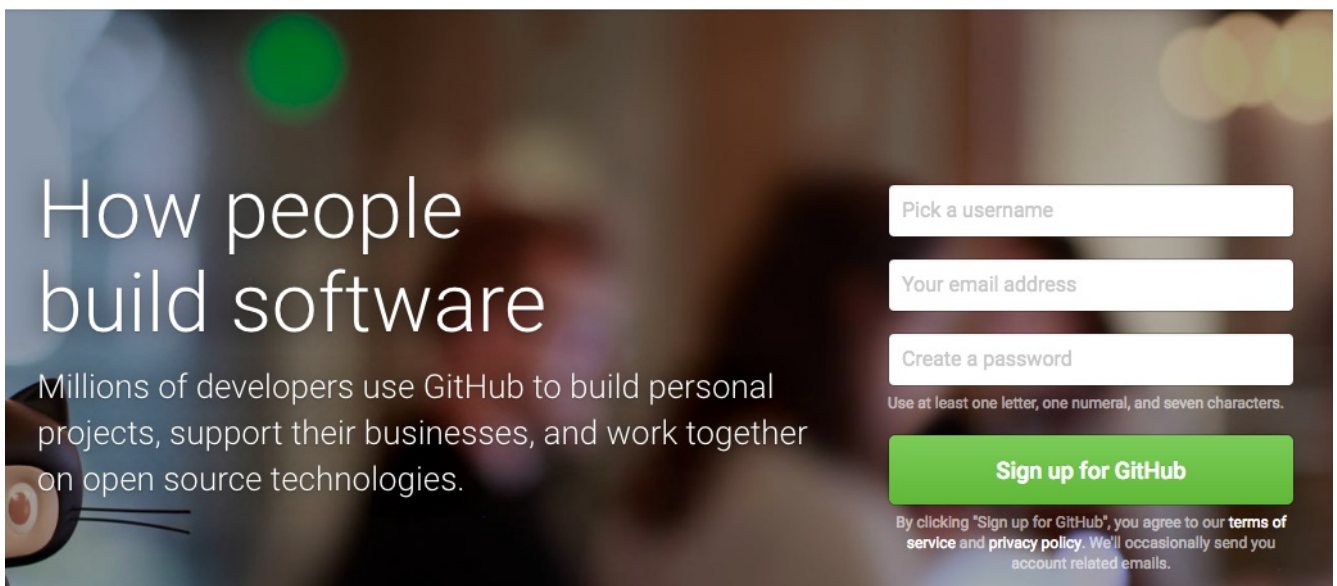 How people
build software
Millions of developers use GitHub to build personal
projects, support their businesses, and work together
on open source technologies.
Pick a username
Your email address
Create a password
Use at least one letter, one numeral, and seven characters.
Sign up for GitHub
By clicking "Sign up for GitHub", you agree to our terms of
service and privacy policy. We'll occasionally send you
account related emails.